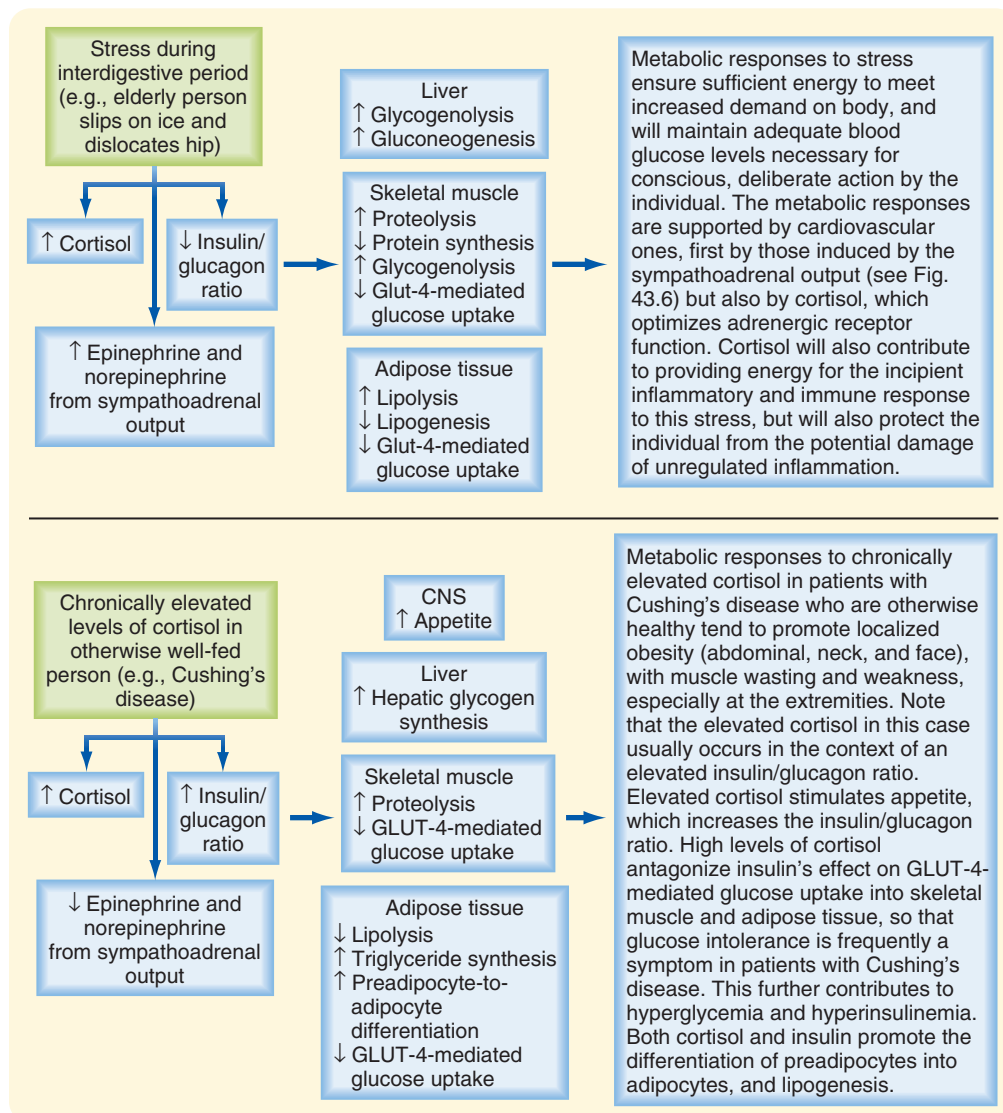 Stress during
interdigestive period
(e.g., elderly person
slips on ice and
dislocates hip)
↑ Cortisol
↓ Insulin/
glucagon
ratio
↑ Epinephrine and
norepinephrine
from sympathoadrenal
output
Liver
↑ Glycogenolysis
↑ Gluconeogenesis
Skeletal muscle
↑ Proteolysis
↓ Protein synthesis
↑ Glycogenolysis
↓ Glut-4-mediated
glucose uptake
Adipose tissue
↑ Lipolysis
↓ Lipogenesis
↓ Glut-4-mediated
glucose uptake
Metabolic responses to stress
ensure sufficient energy to meet
increased demand on body, and
will maintain adequate blood
glucose levels necessary for
conscious, deliberate action by the
individual. The metabolic responses
are supported by cardiovascular
ones, first by those induced by the
sympathoadrenal output (see Fig.
43.6) but also by cortisol, which
optimizes adrenergic receptor
function. Cortisol will also contribute
to providing energy for the incipient
inflammatory and immune response
to this stress, but will also protect the
individual from the potential damage
of unregulated inflammation.
Chronically elevated
levels of cortisol in
otherwise well-fed
person (e.g., Cushing's
disease)
↑ Cortisol
↑ Insulin/
glucagon
ratio
↓ Epinephrine and
norepinephrine
from sympathoadrenal
output
CNS
↑ Appetite
Liver
↑ Hepatic glycogen
synthesis
Skeletal muscle
↑ Proteolysis
↓ GLUT-4-mediated
glucose uptake
Adipose tissue
↓ Lipolysis
↑ Triglyceride synthesis
↑ Preadipocyte-to-
adipocyte
differentiation
↓ GLUT-4-mediated
glucose uptake
Metabolic responses to chronically
elevated cortisol in patients with
Cushing's disease who are otherwise
healthy tend to promote localized
obesity (abdominal, neck, and face),
with muscle wasting and weakness,
especially at the extremities. Note
that the elevated cortisol in this case
usually occurs in the context of an
elevated insulin/glucagon ratio.
Elevated cortisol stimulates appetite,
which increases the insulin/glucagon
ratio. High levels of cortisol
antagonize insulin's effect on GLUT-4-
mediated glucose uptake into skeletal
muscle and adipose tissue, so that
glucose intolerance is frequently a
symptom in patients with Cushing's
disease. This further contributes to
hyperglycemia and hyperinsulinemia.
Both cortisol and insulin promote the
differentiation of preadipocytes into
adipocytes, and lipogenesis.